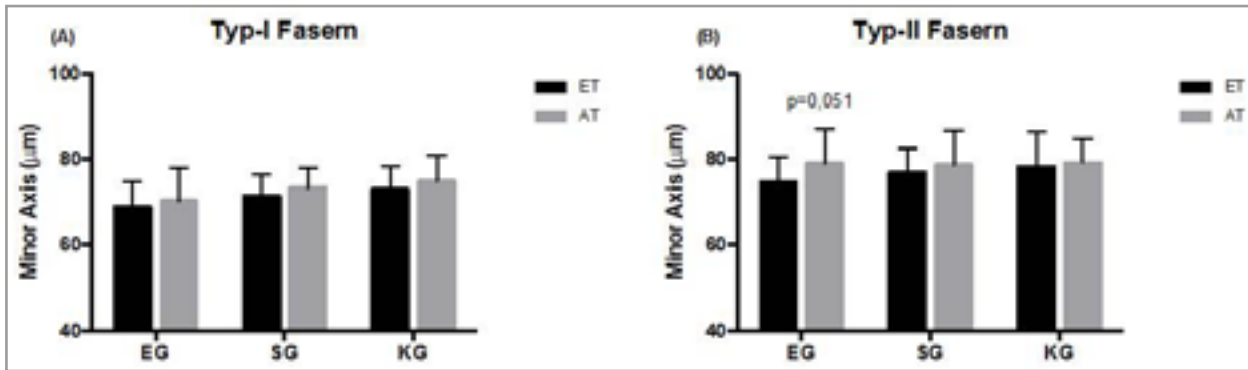 (A)
Typ-I Fasern
100
80
60
40
Minor Axis (µm)
ET
AT
EG SG KG
(B)
Typ-II Fasern
100
80
60
40
Minor Axis (µm)
p=0,051
ET
AT
EG SG KG